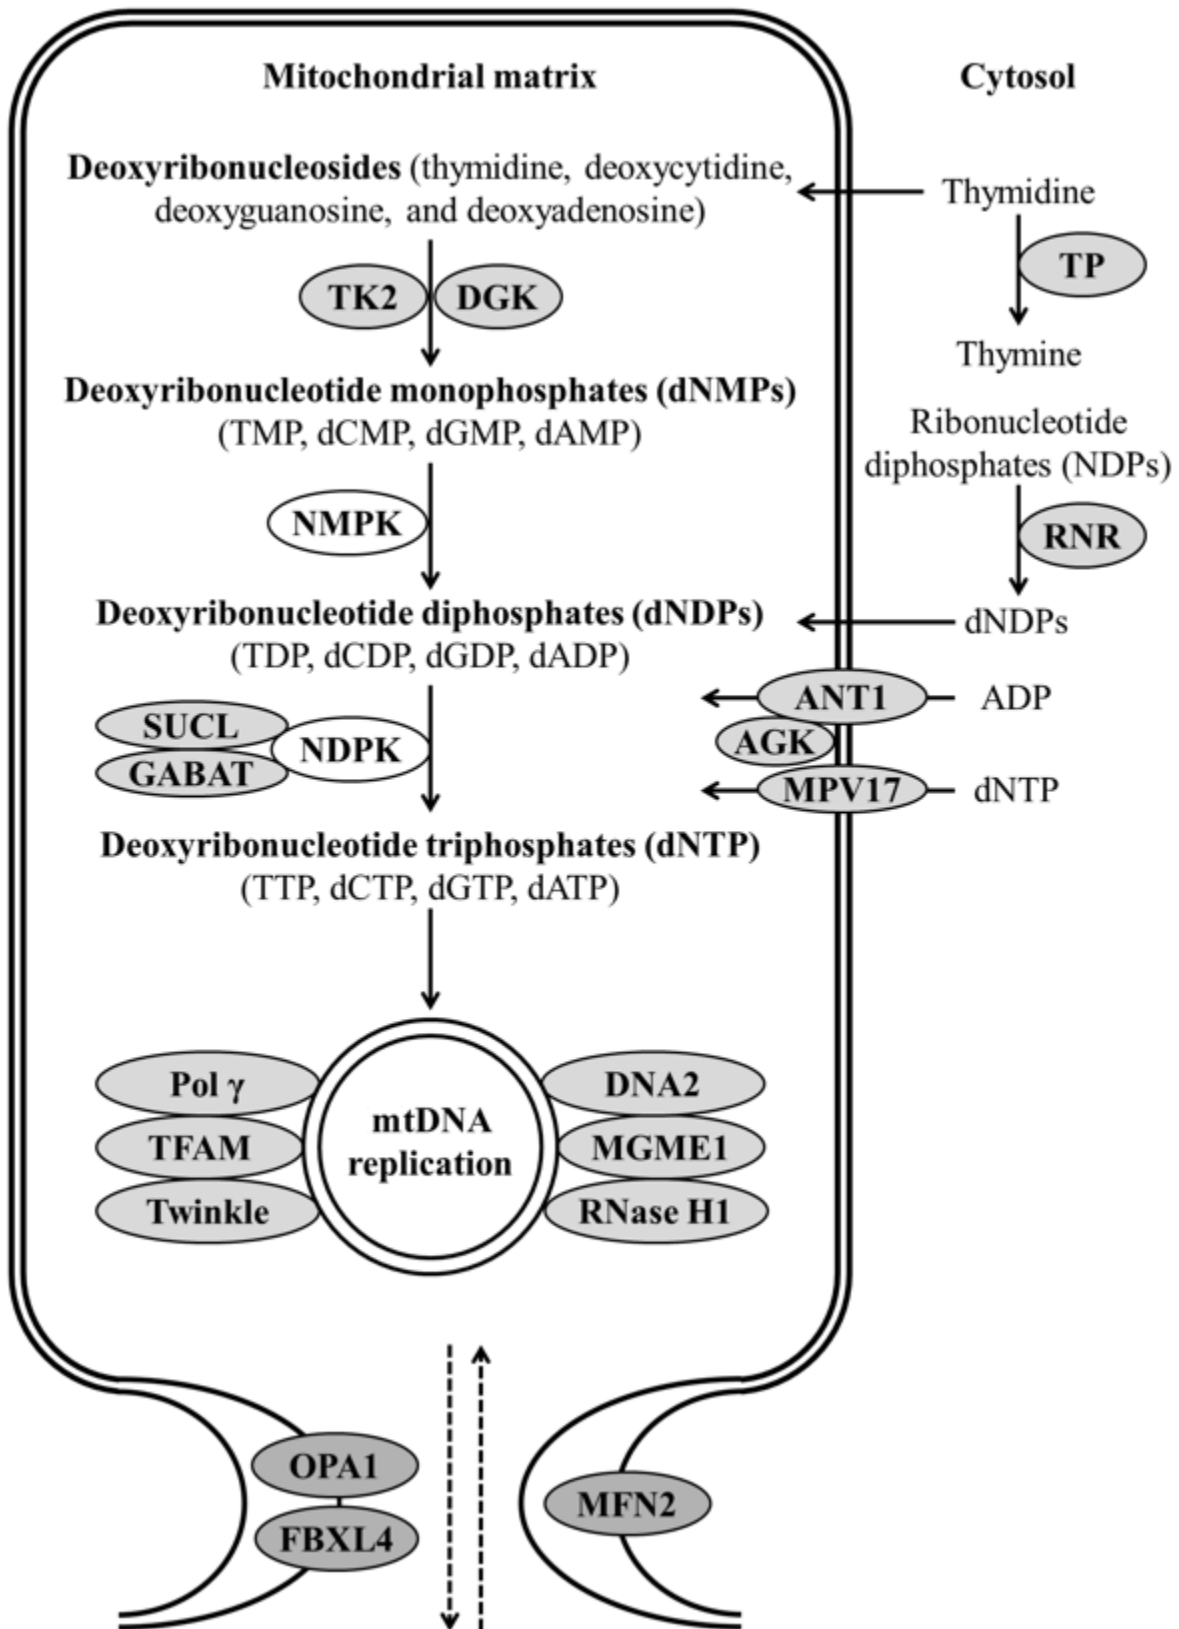 Mitochondrial matrix
Cytosol
Deoxyribonucleosides (thymidine, deoxycytidine,
deoxyguanosine, and deoxyadenosine)
Thymidine
TP
TK2
DGK
Thymine
Deoxyribonucleotide monophosphates (dNMPs)
(TMP, dCMP, dGMP, dAMP)
Ribonucleotide
diphosphates (NDPs)
NMPK
RNR
Deoxyribonucleotide diphosphates (dNDPs)
(TDP, dCDP, dGDP, dADP)
dNDPs
ANT1
ADP
SUCL
GABAT
NDPK
AGK
MPV17
dNTP
Deoxyribonucleotide triphosphates (dNTP)
(TTP, dCTP, dGTP, dATP)
Pol γ
TFAM
Twinkle
mtDNA
replication
DNA2
MGME1
RNase H1
OPA1
FBXL4
MFN2